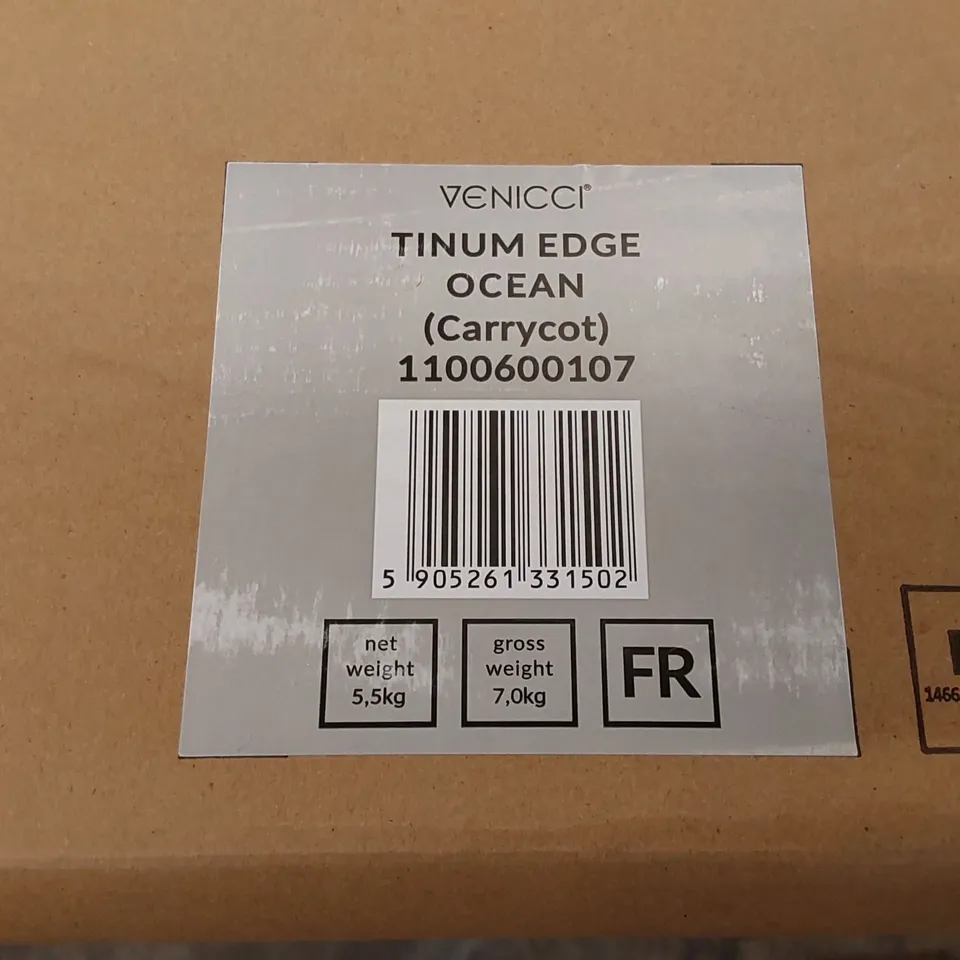 VENICCI®
TINUM EDGE
OCEAN
(Carrycot)
1100600107
5 905261 331502
net
weight
5,5kg
gross
weight
7,0kg
FR
1466